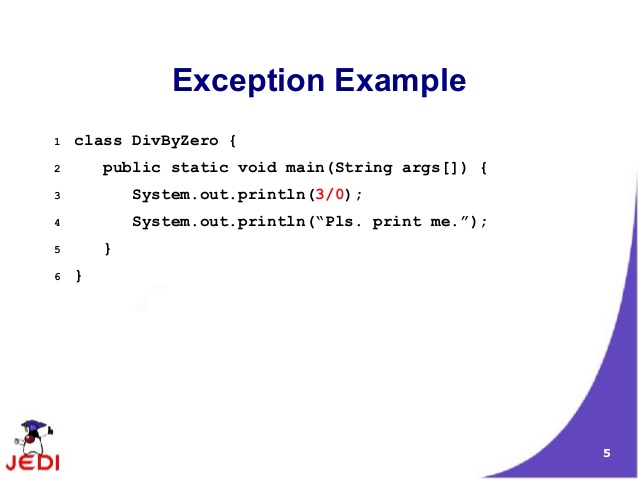 Exception Example
1 class DivByZero {
2 public static void main(String args[]) {
3 System.out.println(3/0);
4 System.out.println(“Pls. print me.”);
5 }
6 }
JEDI
5